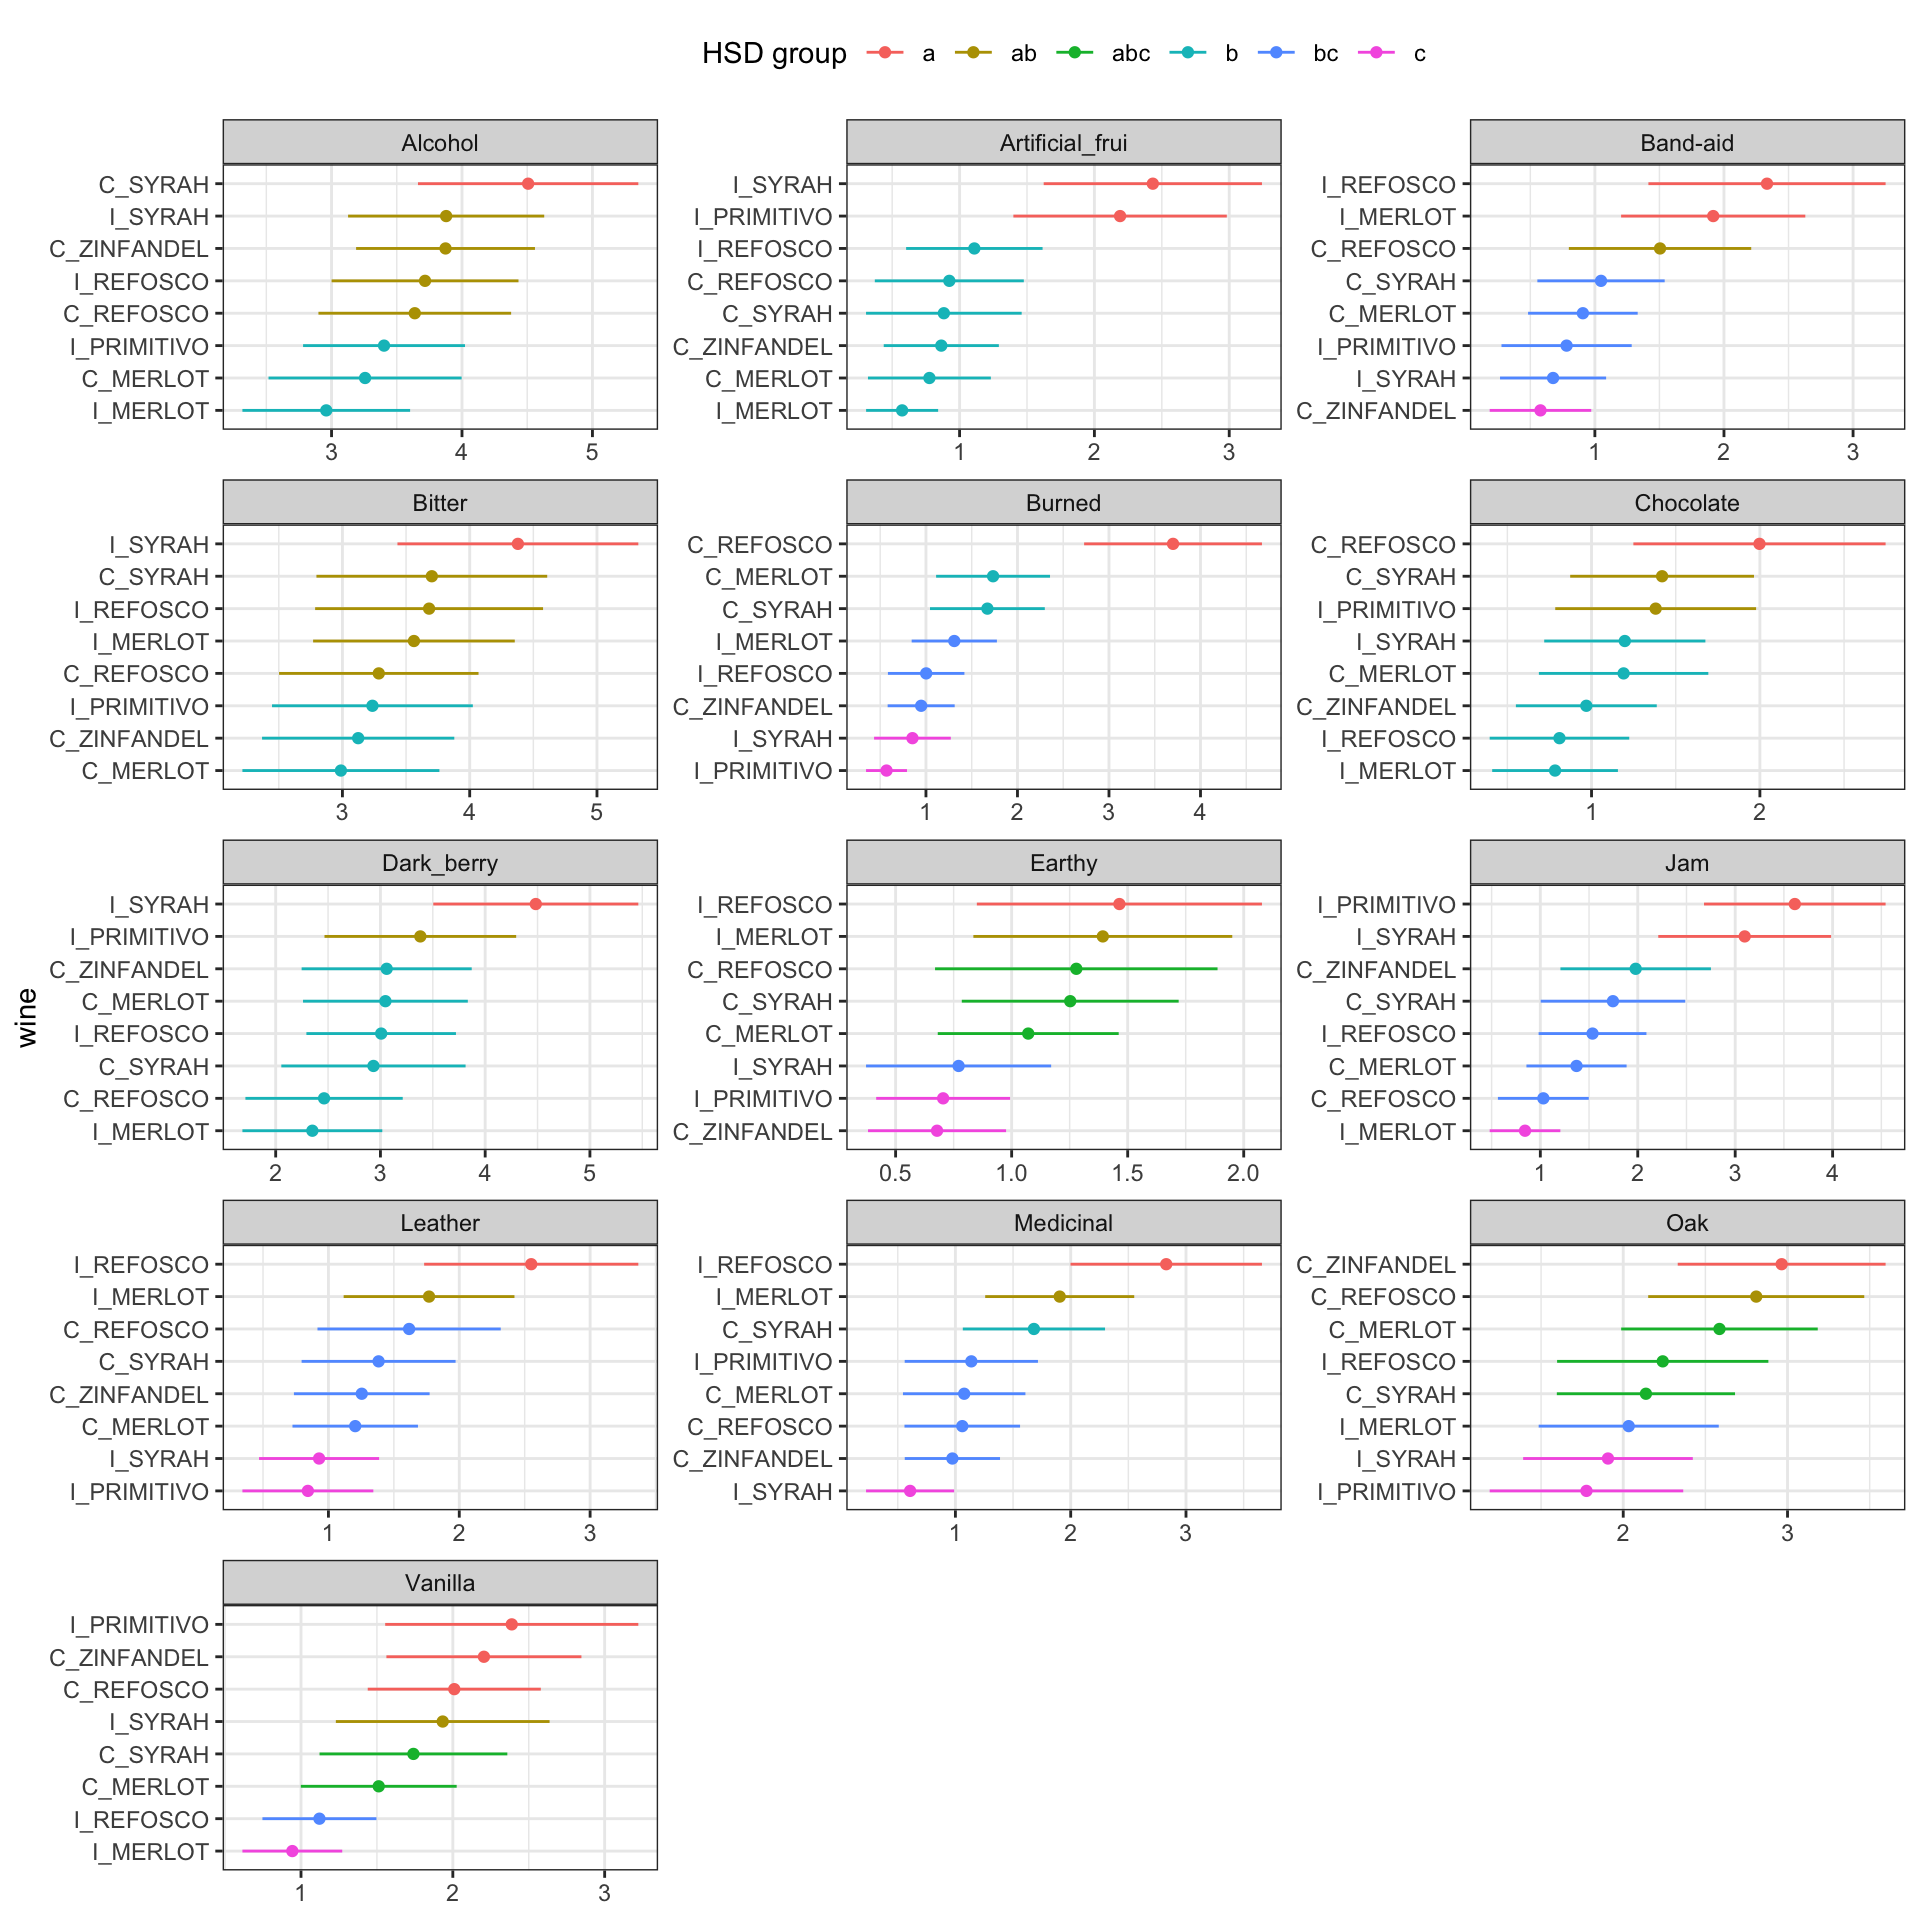 HSD group a ab abc b bc c
Alcohol
C_SYRAH
I_SYRAH
C_ZINFANDEL
I_REFOSCO
C_REFOSCO
I_PRIMITIVO
C_MERLOT
I_MERLOT
3 4 5
Artificial_frui
I_SYRAH
I_PRIMITIVO
I_REFOSCO
C_REFOSCO
C_SYRAH
C_ZINFANDEL
C_MERLOT
I_MERLOT
1 2 3
Band-aid
I_REFOSCO
I_MERLOT
C_REFOSCO
C_SYRAH
C_MERLOT
I_PRIMITIVO
I_SYRAH
C_ZINFANDEL
1 2 3
Bitter
I_SYRAH
C_SYRAH
I_REFOSCO
I_MERLOT
C_REFOSCO
I_PRIMITIVO
C_ZINFANDEL
C_MERLOT
3 4 5
Burned
C_REFOSCO
C_MERLOT
C_SYRAH
I_MERLOT
I_REFOSCO
C_ZINFANDEL
I_SYRAH
I_PRIMITIVO
1 2 3 4
Chocolate
C_REFOSCO
C_SYRAH
I_PRIMITIVO
I_SYRAH
C_MERLOT
C_ZINFANDEL
I_REFOSCO
I_MERLOT
1 2
wine
Dark_berry
I_SYRAH
I_PRIMITIVO
C_ZINFANDEL
C_MERLOT
I_REFOSCO
C_SYRAH
C_REFOSCO
I_MERLOT
2 3 4 5
Earthy
I_REFOSCO
I_MERLOT
C_REFOSCO
C_SYRAH
C_MERLOT
I_SYRAH
I_PRIMITIVO
C_ZINFANDEL
0.5 1.0 1.5 2.0
Jam
I_PRIMITIVO
I_SYRAH
C_ZINFANDEL
C_SYRAH
I_REFOSCO
C_MERLOT
C_REFOSCO
I_MERLOT
1 2 3 4
Leather
I_REFOSCO
I_MERLOT
C_REFOSCO
C_SYRAH
C_ZINFANDEL
C_MERLOT
I_SYRAH
I_PRIMITIVO
1 2 3
Medicinal
I_REFOSCO
I_MERLOT
C_SYRAH
I_PRIMITIVO
C_MERLOT
C_REFOSCO
C_ZINFANDEL
I_SYRAH
1 2 3
Oak
C_ZINFANDEL
C_REFOSCO
C_MERLOT
I_REFOSCO
C_SYRAH
I_MERLOT
I_SYRAH
I_PRIMITIVO
2 3
Vanilla
I_PRIMITIVO
C_ZINFANDEL
C_REFOSCO
I_SYRAH
C_SYRAH
C_MERLOT
I_REFOSCO
I_MERLOT
1 2 3